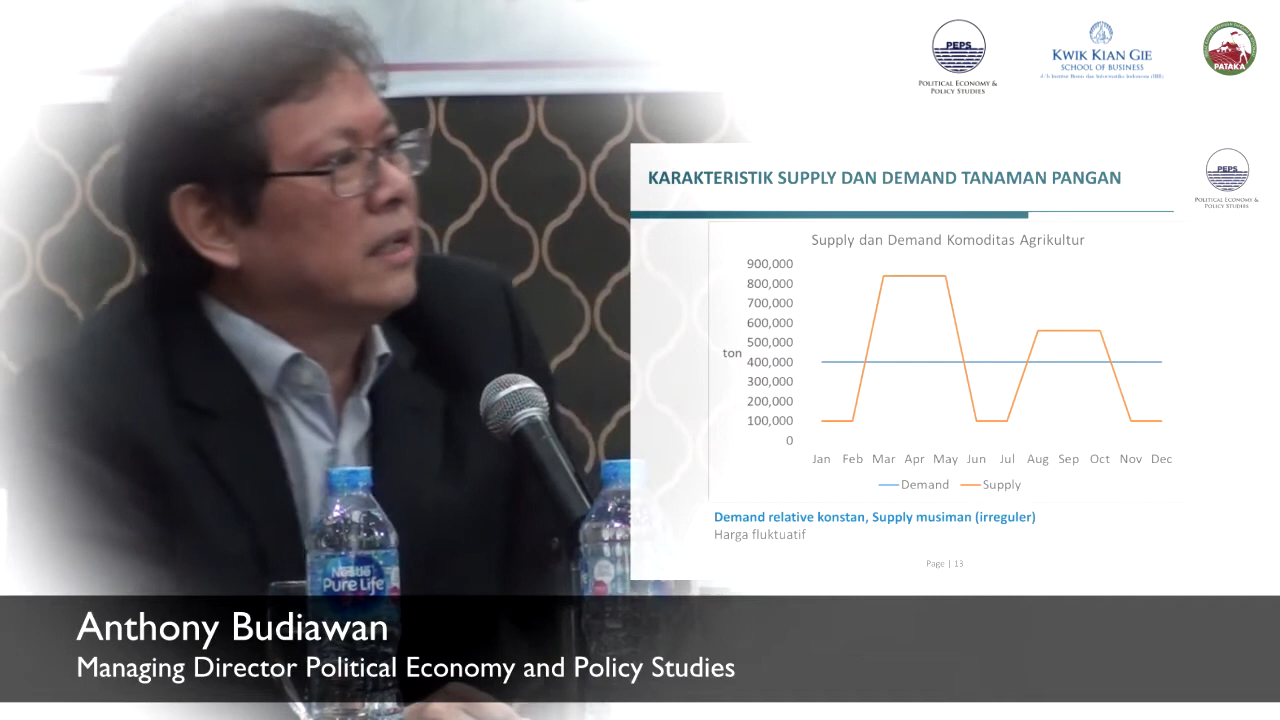 PEPS
POLITICAL ECONOMY &
POLICY STUDIES
KWIK KIAN GIE
SCHOOL OF BUSINESS
PATAKA
KARAKTERISTIK SUPPLY DAN DEMAND TANAMAN PANGAN
PEPS
POLITICAL ECONOMY &
POLICY STUDIES
Supply dan Demand Komoditas Agrikultur
900,000
800,000
700,000
600,000
500,000
ton
400,000
300,000
200,000
100,000
0
Jan Feb Mar Apr May Jun Jul Aug Sep Oct Nov Dec
Demand Supply
Demand relative konstan, Supply musiman (irreguler)
Harga fluktuatif
Page | 13
Nestlé
Pure Life
Anthony Budiawan
Managing Director Political Economy and Policy Studies